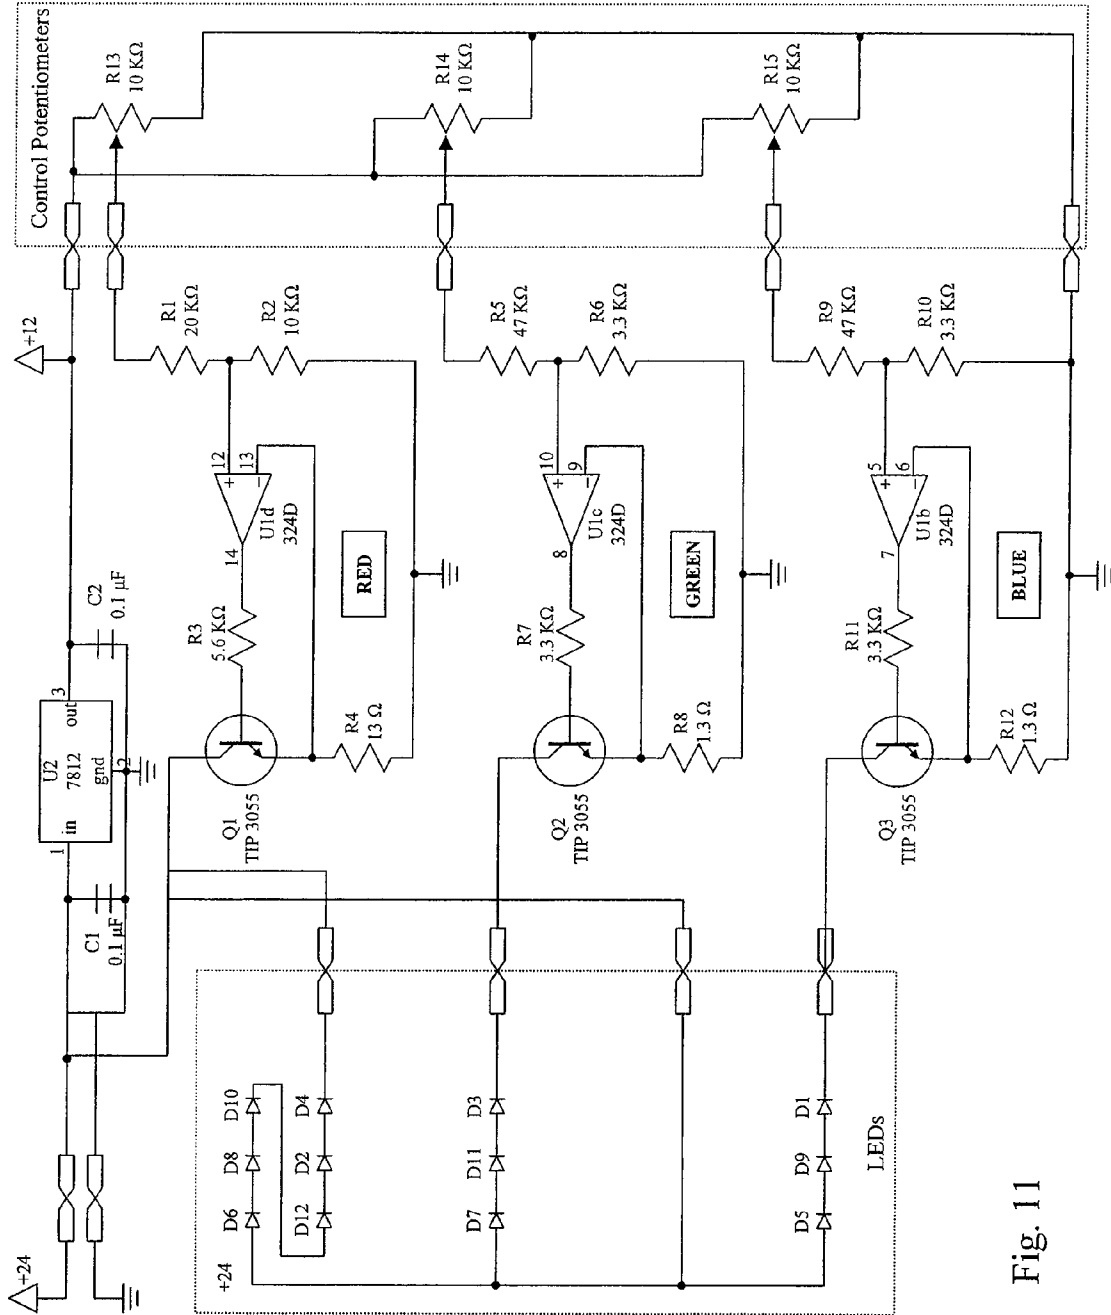 Control Potentiometers
R13
10 KΩ
R14
10 KΩ
R15
10 KΩ
+12
R1
20 KΩ
R2
10 KΩ
R5
47 KΩ
R6
3.3 KΩ
R9
47 KΩ
R10
3.3 KΩ
C2
0.1 µF
12
13
+
−
U1d
324D
14
RED
10
9
+
−
U1c
324D
8
GREEN
5
6
+
−
U1b
324D
7
BLUE
3
out
U2
7812
gnd
2
in
1
R3
5.6 KΩ
R7
3.3 KΩ
R11
3.3 KΩ
R4
13 Ω
R8
1.3 Ω
R12
1.3 Ω
Q1
TIP 3055
Q2
TIP 3055
Q3
TIP 3055
C1
0.1 µF
D10
D4
D3
D1
D8
D2
D11
D9
D6
D12
D7
D5
LEDs
+24
+24
Fig. 11